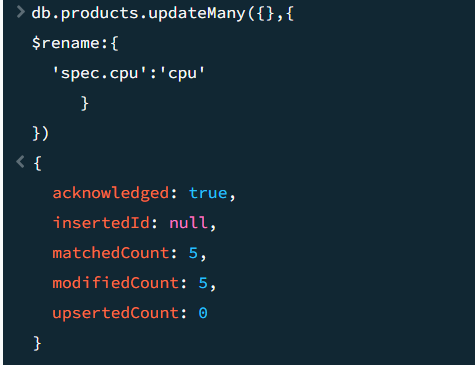 > db.products.updateMany({},{
$rename:{
'spec.cpu':'cpu'
}
})
< {
acknowledged: true,
insertedId: null,
matchedCount: 5,
modifiedCount: 5,
upsertedCount: 0
}